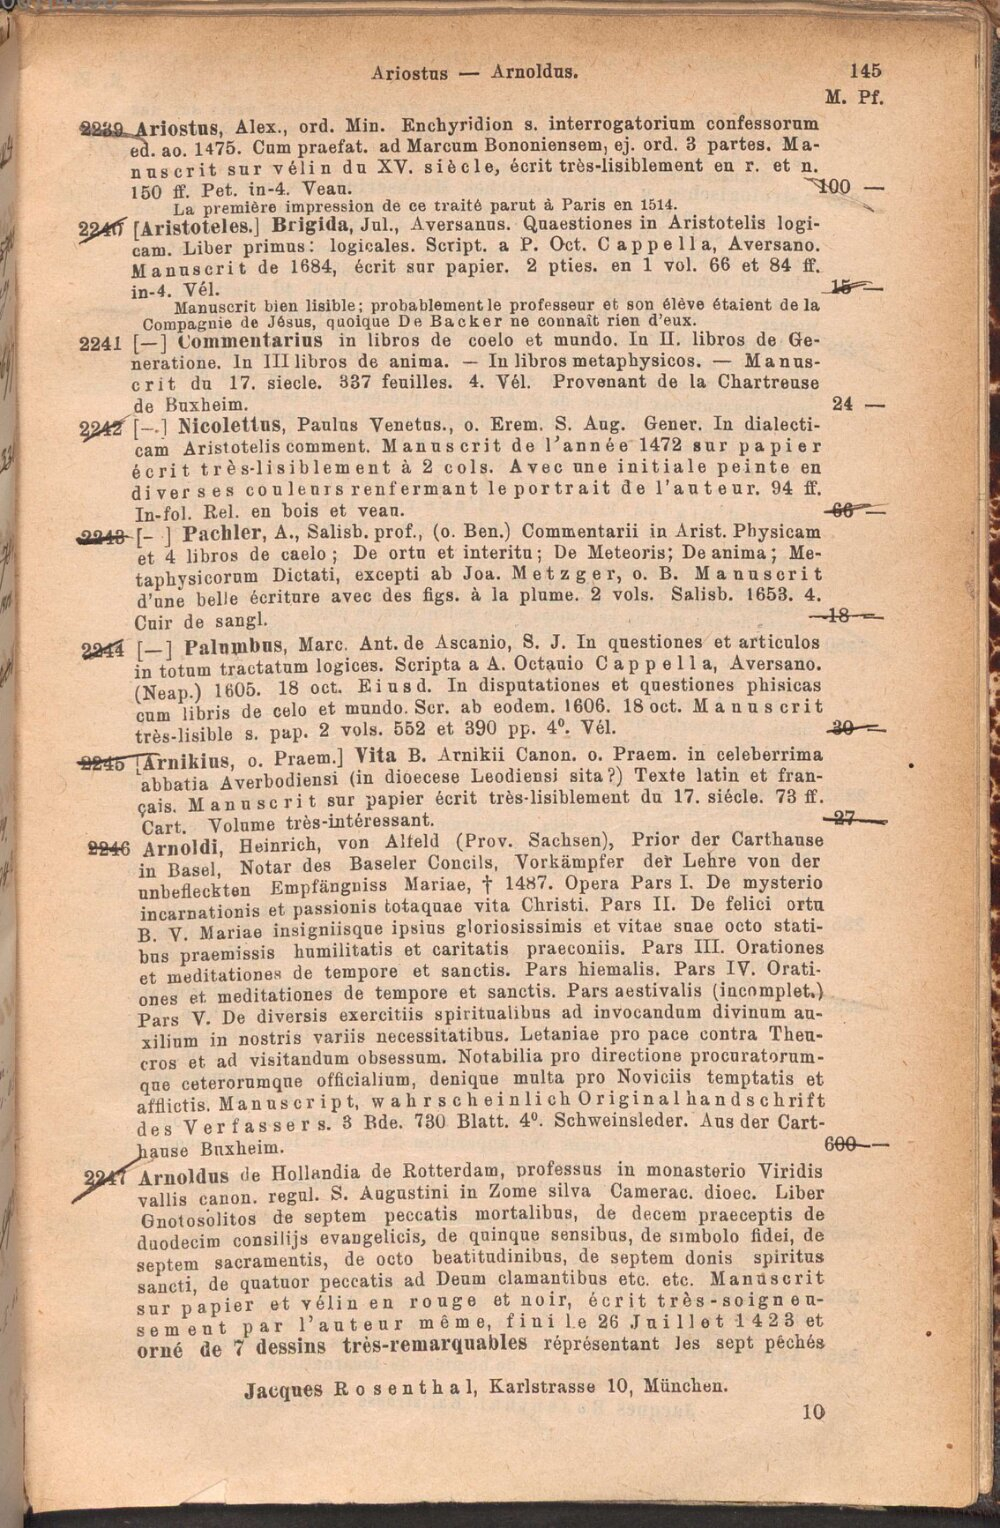 Ariostus — Arnoldus. 145
M. Pf.
2239 Ariostus, Alex., ord. Min. Enchyridion s. interrogatorium confessorum
ed. ao. 1475. Cum praefat. ad Marcum Bononiensem, ej. ord. 3 partes. Ma-
nuscrit sur vélin du XV. siècle, écrit très-lisiblement en r. et n.
150 ff. Pet. in-4. Veau. 100 —
La première impression de ce traité parut à Paris en 1514.
2240 [Aristoteles.] Brigida, Jul., Aversanus. Quaestiones in Aristotelis logi-
cam. Liber primus: logicales. Script. a P. Oct. Cappella, Aversano.
Manuscrit de 1684, écrit sur papier. 2 pties. en 1 vol. 66 et 84 ff.
in-4. Vél. 15 —
Manuscrit bien lisible; probablement le professeur et son élève étaient de la
Compagnie de Jésus, quoique De Backer ne connaît rien d'eux.
2241 [—] Commentarius in libros de coelo et mundo. In II. libros de Ge-
neratione. In III libros de anima. — In libros metaphysicos. — Manus-
crit du 17. siecle. 337 feuilles. 4. Vél. Provenant de la Chartreuse
de Buxheim. 24 —
2242 [—.] Nicolettus, Paulus Venetus., o. Erem. S. Aug. Gener. In dialecti-
cam Aristotelis comment. Manuscrit de l'année 1472 sur papier
écrit très-lisiblement à 2 cols. Avec une initiale peinte en
diverses couleurs renfermant le portrait de l'auteur. 94 ff.
In-fol. Rel. en bois et veau. 66 —
2243 [— ] Pachler, A., Salisb. prof., (o. Ben.) Commentarii in Arist. Physicam
et 4 libros de caelo; De ortu et interitu; De Meteoris; De anima; Me-
taphysicorum Dictati, excepti ab Joa. Metzger, o. B. Manuscrit
d'une belle écriture avec des figs. à la plume. 2 vols. Salisb. 1653. 4.
Cuir de sangl. 18 —
2244 [—] Palumbus, Marc. Ant. de Ascanio, S. J. In questiones et articulos
in totum tractatum logices. Scripta a A. Octauio Cappella, Aversano.
(Neap.) 1605. 18 oct. Eiusd. In disputationes et questiones phisicas
cum libris de celo et mundo. Scr. ab eodem. 1606. 18 oct. Manuscrit
très-lisible s. pap. 2 vols. 552 et 390 pp. 4⁰. Vél. 30 —
2245 [Arnikius, o. Praem.] Vita B. Arnikii Canon. o. Praem. in celeberrima
abbatia Averbodiensi (in dioecese Leodiensi sita?) Texte latin et fran-
çais. Manuscrit sur papier écrit très-lisiblement du 17. siécle. 73 ff.
Cart. Volume très-intéressant. 27 —
2246 Arnoldi, Heinrich, von Alfeld (Prov. Sachsen), Prior der Carthause
in Basel, Notar des Baseler Concils, Vorkämpfer der Lehre von der
unbefleckten Empfängniss Mariae, † 1487. Opera Pars I. De mysterio
incarnationis et passionis totaquae vita Christi. Pars II. De felici ortu
B. V. Mariae insigniisque ipsius gloriosissimis et vitae suae octo stati-
bus praemissis humilitatis et caritatis praeconiis. Pars III. Orationes
et meditationes de tempore et sanctis. Pars hiemalis. Pars IV. Orati-
ones et meditationes de tempore et sanctis. Pars aestivalis (incomplet.)
Pars V. De diversis exercitiis spiritualibus ad invocandum divinum au-
xilium in nostris variis necessitatibus. Letaniae pro pace contra Theu-
cros et ad visitandum obsessum. Notabilia pro directione procuratorum-
que ceterorumque officialium, denique multa pro Noviciis temptatis et
afflictis. Manuscript, wahrscheinlich Originalhandschrift
des Verfassers. 3 Bde. 730 Blatt. 4⁰. Schweinsleder. Aus der Cart-
hause Buxheim. 600 —
2247 Arnoldus de Hollandia de Rotterdam, professus in monasterio Viridis
vallis canon. regul. S. Augustini in Zome silva Camerac. dioec. Liber
Gnotosolitos de septem peccatis mortalibus, de decem praeceptis de
duodecim consilijs evangelicis, de quinque sensibus, de simbolo fidei, de
septem sacramentis, de octo beatitudinibus, de septem donis spiritus
sancti, de quatuor peccatis ad Deum clamantibus etc. etc. Manuscrit
sur papier et vélin en rouge et noir, écrit très-soigneu-
sement par l'auteur même, fini le 26 Juillet 1423 et
orné de 7 dessins très-remarquables répré­sentant les sept péchés
Jacques Rosenthal, Karlstrasse 10, München.
10